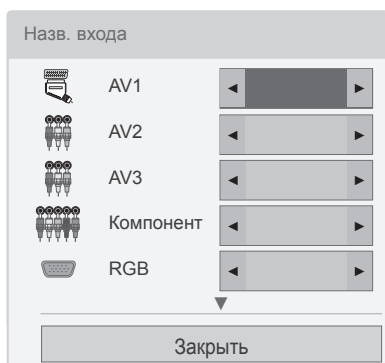 Назв. входа
AV1
AV2
AV3
Компонент
RGB
Закрыть